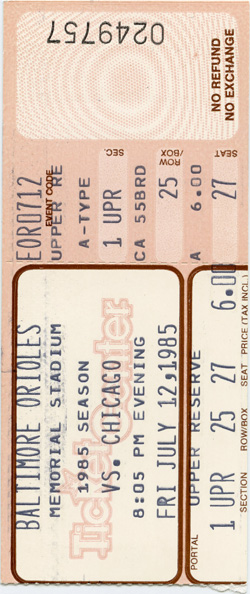 0249757
NO REFUND
NO EXCHANGE
EOR0712
EVENT CODE
UPPER RE
A-TYPE
SEC.
1 UPR
CA 55BRD
ROW/BOX
25
A 6.00
SEAT
27
BALTIMORE ORIOLES
MEMORIAL STADIUM
1985 SEASON
VS. CHICAGO
8:05 PM EVENING
FRI JULY 12,1985
TicketCenter
UPPER RESERVE
1 UPR 25 27 6.00
PORTAL SECTION ROW/BOX SEAT PRICE (TAX INCL.)